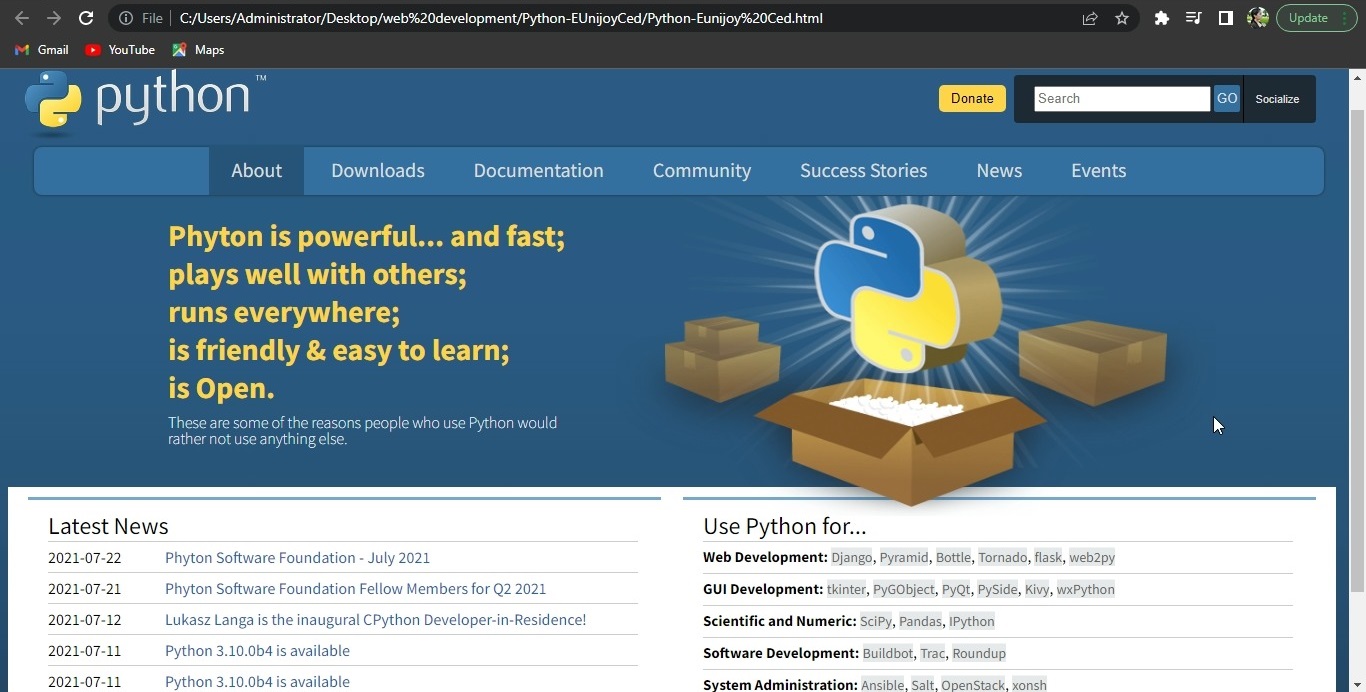 File C:/Users/Administrator/Desktop/web%20development/Python-EUnijoyCed/Python-Eunijoy%20Ced.html
Update
Gmail YouTube Maps
python™
Donate Search GO Socialize
About Downloads Documentation Community Success Stories News Events
Phyton is powerful... and fast;
plays well with others;
runs everywhere;
is friendly & easy to learn;
is Open.
These are some of the reasons people who use Python would
rather not use anything else.
Latest News
2021-07-22 Phyton Software Foundation - July 2021
2021-07-21 Phyton Software Foundation Fellow Members for Q2 2021
2021-07-12 Lukasz Langa is the inaugural CPython Developer-in-Residence!
2021-07-11 Python 3.10.0b4 is available
2021-07-11 Python 3.10.0b4 is available
Use Python for...
Web Development: Django, Pyramid, Bottle, Tornado, flask, web2py
GUI Development: tkinter, PyGObject, PyQt, PySide, Kivy, wxPython
Scientific and Numeric: SciPy, Pandas, IPython
Software Development: Buildbot, Trac, Roundup
System Administration: Ansible, Salt, OpenStack, xonsh